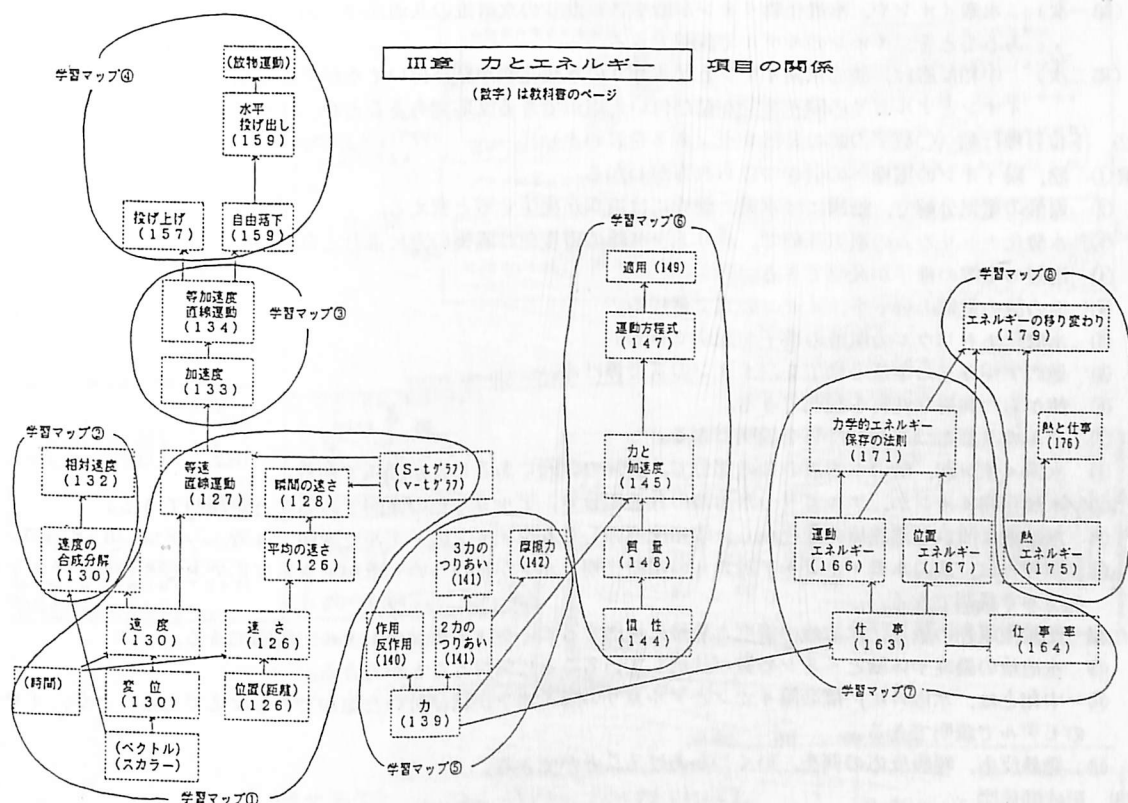 III章 力とエネルギー 項目の関係
(数字)は教科書のページ
学習マップ④
(放物運動)
水平
投げ出し
(159)
投げ上げ
(157)
自由落下
(159)
学習マップ③
等加速度
直線運動
(134)
加速度
(133)
学習マップ②
相対速度
(132)
速度の
合成分解
(130)
等速
直線運動
(127)
瞬間の速さ
(128)
(S-tグラフ)
(v-tグラフ)
平均の速さ
(126)
速度
(130)
速さ
(126)
(時間)
変位
(130)
位置(距離)
(126)
(ベクトル)
(スカラー)
学習マップ①
3力の
つりあい
(141)
摩擦力
(142)
作用
反作用
(140)
2力の
つりあい
(141)
力
(139)
学習マップ⑤
学習マップ⑥
適用(149)
運動方程式
(147)
力と
加速度
(145)
質量
(148)
慣性
(144)
学習マップ⑧
エネルギーの移り変わり
(179)
力学的エネルギー
保存の法則
(171)
熱と仕事
(176)
運動
エネルギー
(166)
位置
エネルギー
(167)
熱
エネルギー
(175)
仕事
(163)
仕事率
(164)
学習マップ⑦